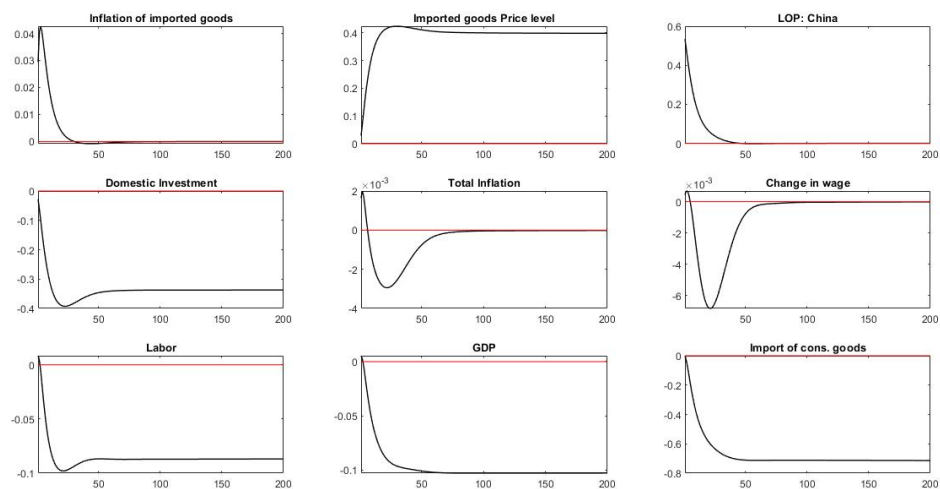 Inflation of imported goods
0.04
0.03
0.02
0.01
0
50 100 150 200
Imported goods Price level
0.4
0.3
0.2
0.1
0
50 100 150 200
LOP: China
0.6
0.4
0.2
0
50 100 150 200
Domestic Investment
0
-0.1
-0.2
-0.3
-0.4
50 100 150 200
Total Inflation
×10⁻³
2
0
-2
-4
50 100 150 200
Change in wage
×10⁻³
0
-2
-4
-6
50 100 150 200
Labor
0
-0.05
-0.1
50 100 150 200
GDP
0
-0.05
-0.1
50 100 150 200
Import of cons. goods
0
-0.2
-0.4
-0.6
-0.8
50 100 150 200